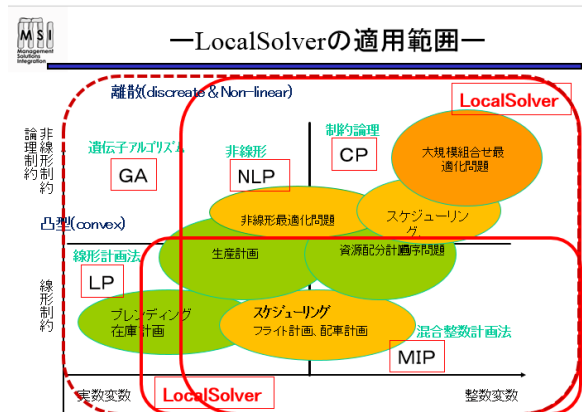 MSI
Management
Solutions
Integration
―LocalSolverの適用範囲―
離散(discreate & Non-linear)
LocalSolver
非線形制約
論理制約
遺伝子アルゴリズム
GA
非線形
NLP
制約論理
CP
大規模組合せ最
適化問題
凸型(convex)
非線形最適化問題
スケジューリン
グ
線形計画法
LP
生産計画
資源配分計画
順序問題
線形制約
ブレンディング
在庫計画
スケジューリング
フライト計画、配車計画
混合整数計画法
MIP
実数変数
LocalSolver
整数変数